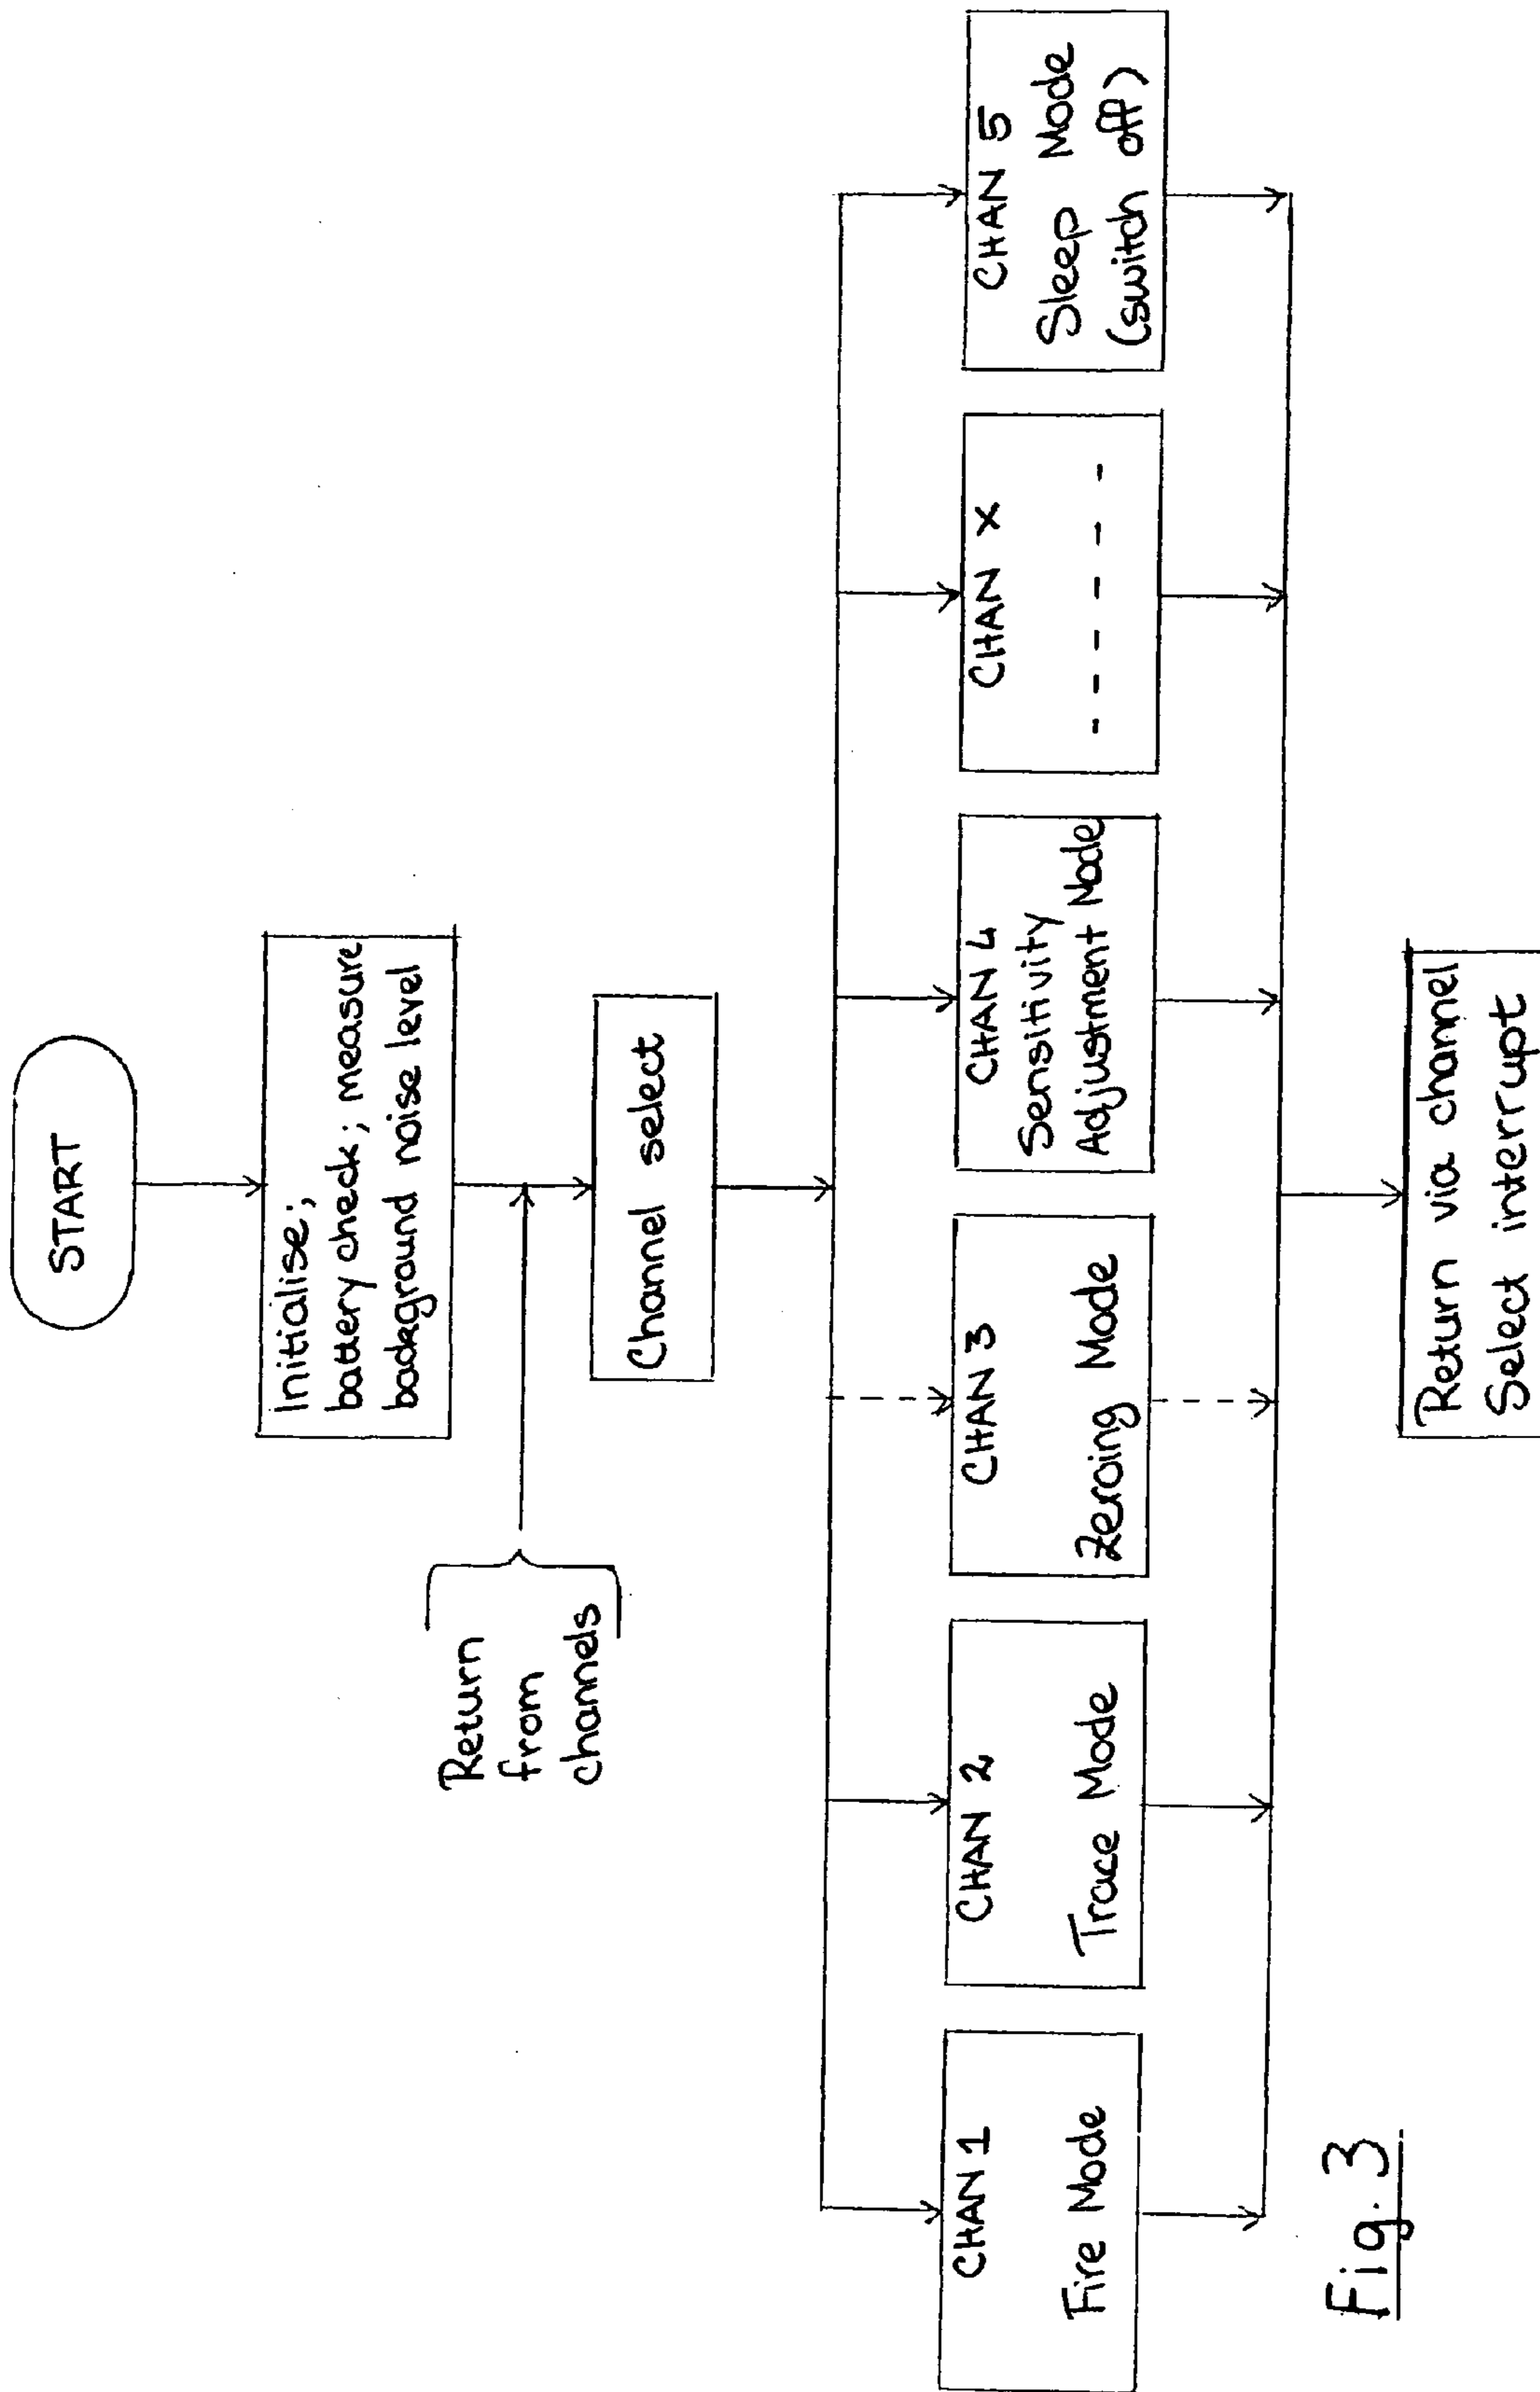 START
Initialise;
battery check; measure
background noise level
Return
from
channels
Channel select
CHAN 1
Fire Mode
CHAN 2
Trace Mode
CHAN 3
Zeroing Mode
CHAN 4
Sensitivity
Adjustment Mode
CHAN X
- - - - - -
CHAN 5
Sleep Mode
(switch off)
Return via channel
Select interrupt
Fig. 3